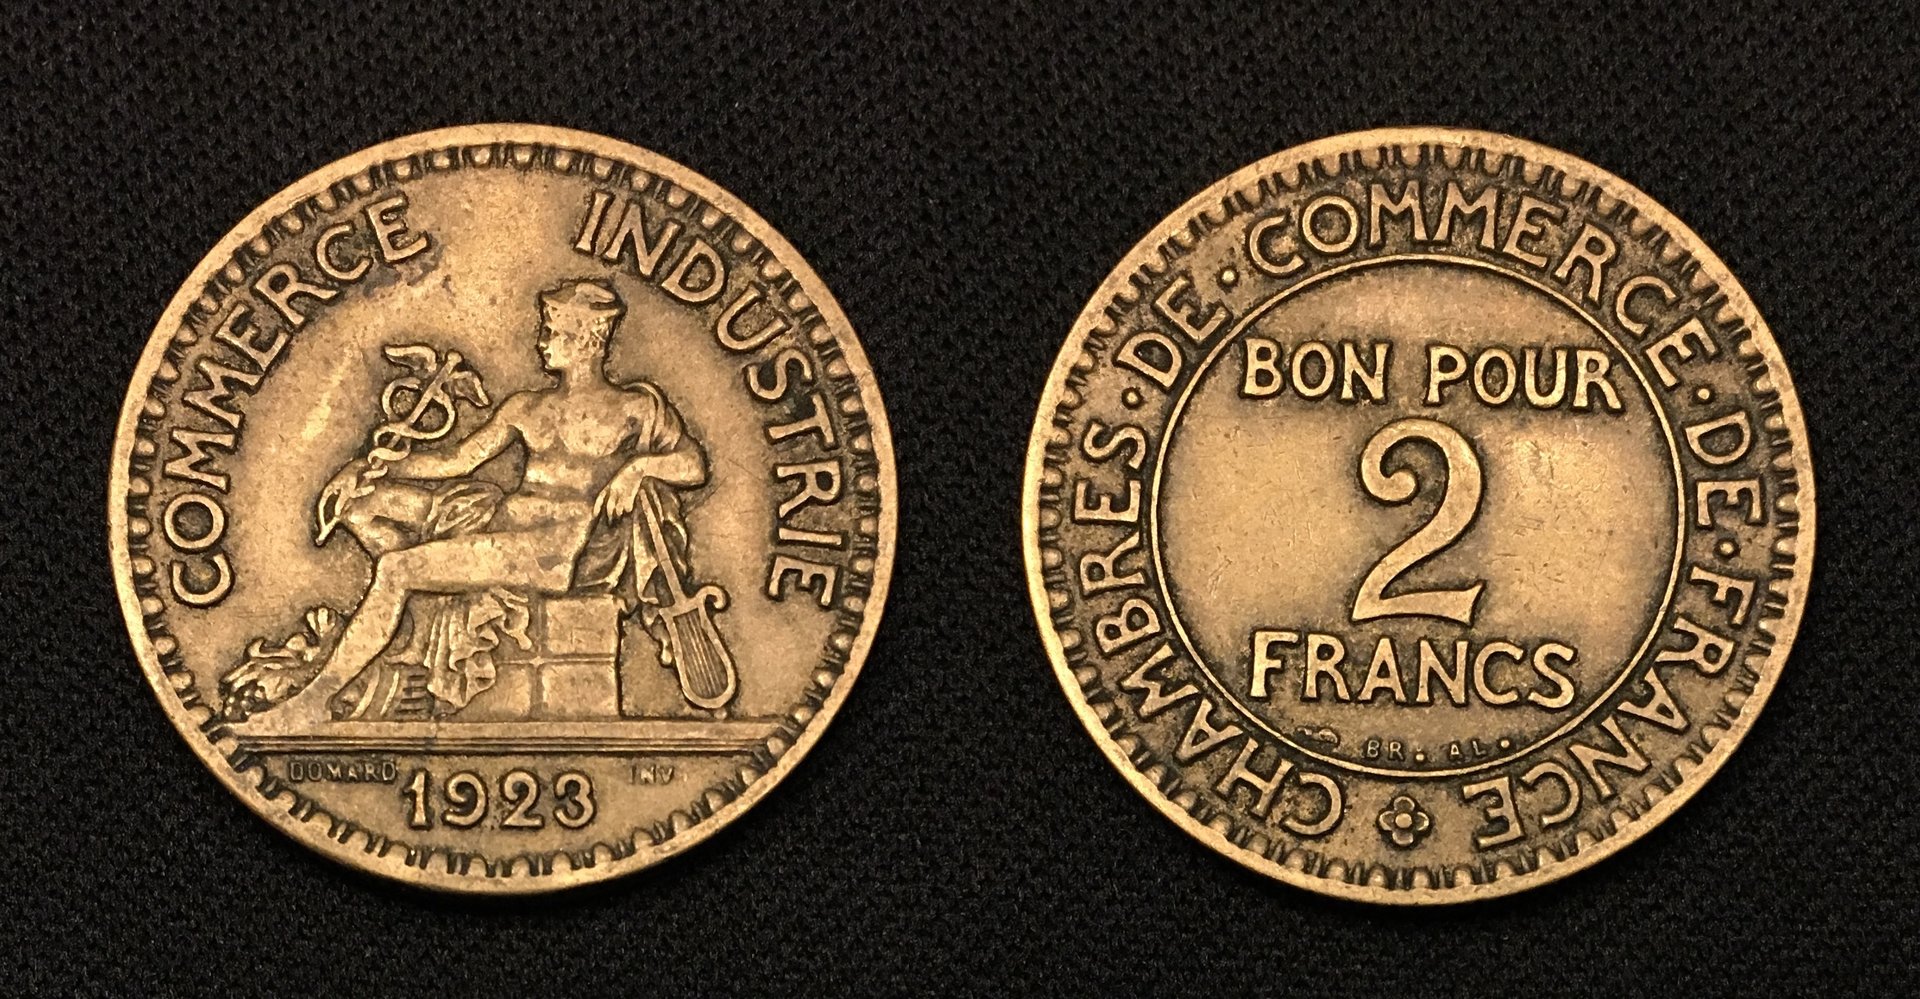 COMMERCE INDUSTRIE
DOMARD INV
1923
CHAMBRES·DE·COMMERCE·DE·FRANCE
BON POUR
2
FRANCS
BR. AL.